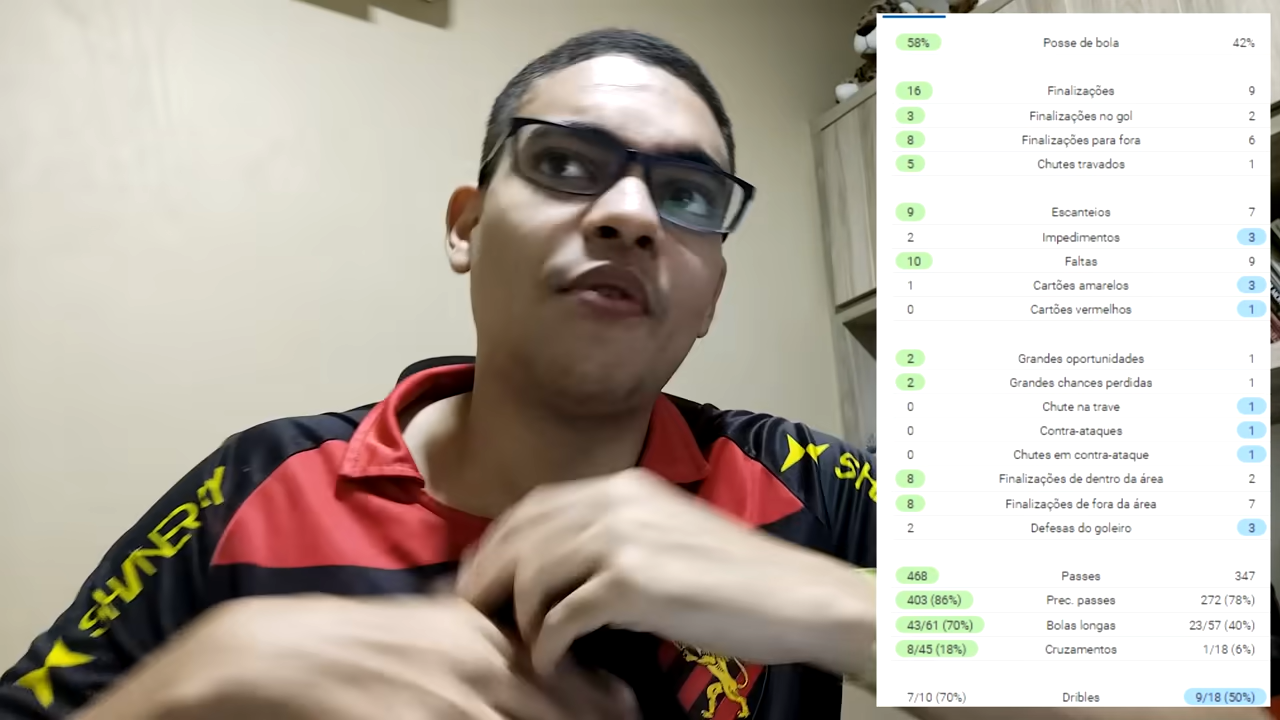 58% Posse de bola 42%
16 Finalizações 9
3 Finalizações no gol 2
8 Finalizações para fora 6
5 Chutes travados 1
9 Escanteios 7
2 Impedimentos 3
10 Faltas 9
1 Cartões amarelos 3
0 Cartões vermelhos 1
2 Grandes oportunidades 1
2 Grandes chances perdidas 1
0 Chute na trave 1
0 Contra-ataques 1
0 Chutes em contra-ataque 1
8 Finalizações de dentro da área 2
8 Finalizações de fora da área 7
2 Defesas do goleiro 3
468 Passes 347
403 (86%) Prec. passes 272 (78%)
43/61 (70%) Bolas longas 23/57 (40%)
8/45 (18%) Cruzamentos 1/18 (6%)
7/10 (70%) Dribles 9/18 (50%)